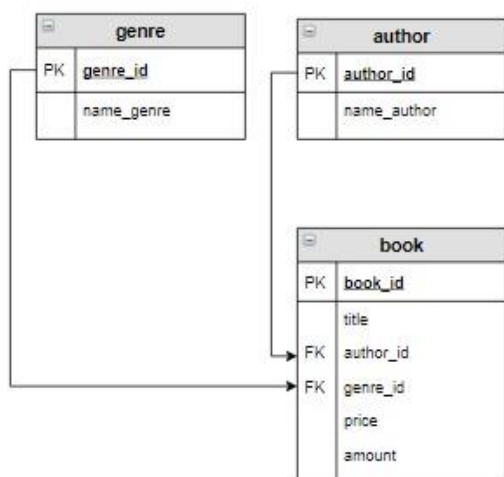 genre
PK genre_id
name_genre
author
PK author_id
name_author
book
PK book_id
title
FK author_id
FK genre_id
price
amount